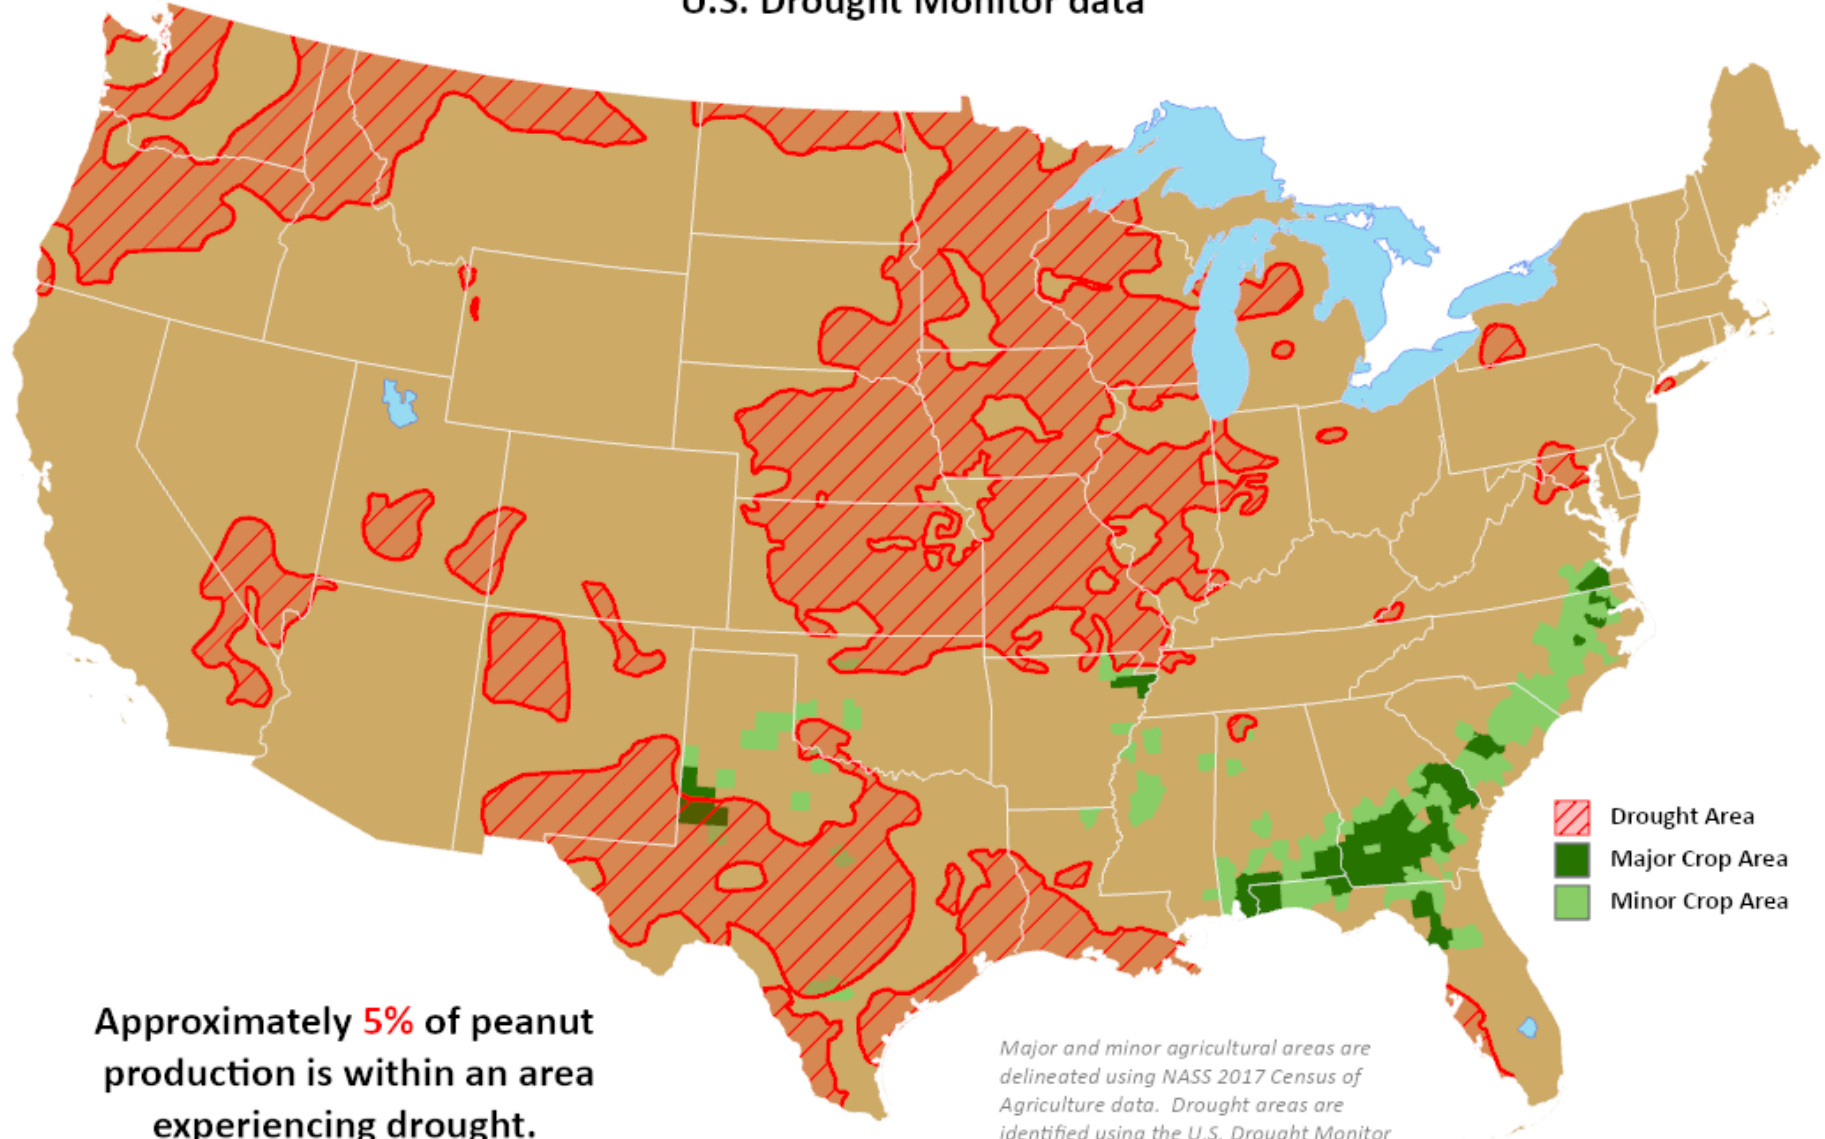 U.S. Drought Monitor data
Drought Area
Major Crop Area
Minor Crop Area
Approximately 5% of peanut
production is within an area
experiencing drought.
Major and minor agricultural areas are
delineated using NASS 2017 Census of
Agriculture data.  Drought areas are
identified using the U.S. Drought Monitor